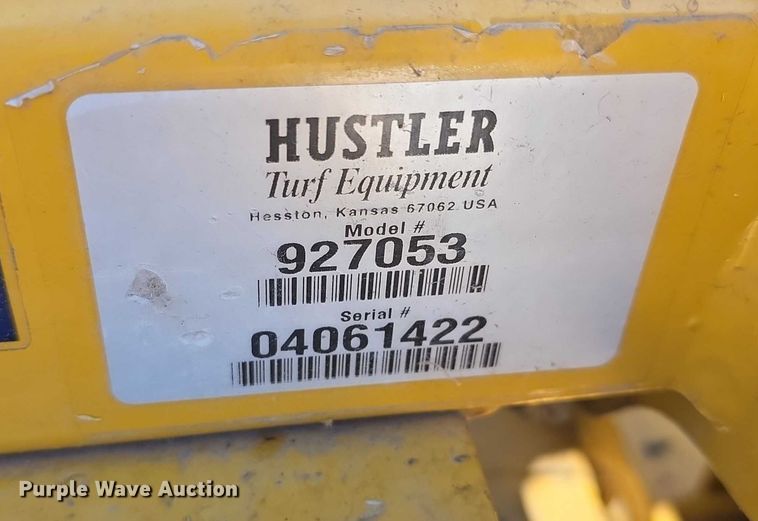 HUSTLER
Turf Equipment
Hesston, Kansas 67062 USA
Model #
927053
Serial #
04061422
Purple Wave Auction